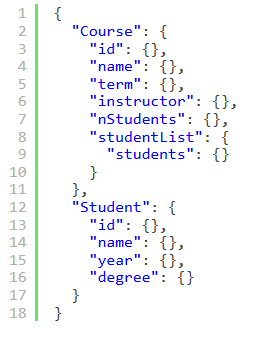 1 {
2   "Course": {
3     "id": {},
4     "name": {},
5     "term": {},
6     "instructor": {},
7     "nStudents": {},
8     "studentList": {
9       "students": {}
10     }
11   },
12   "Student": {
13     "id": {},
14     "name": {},
15     "year": {},
16     "degree": {}
17   }
18 }